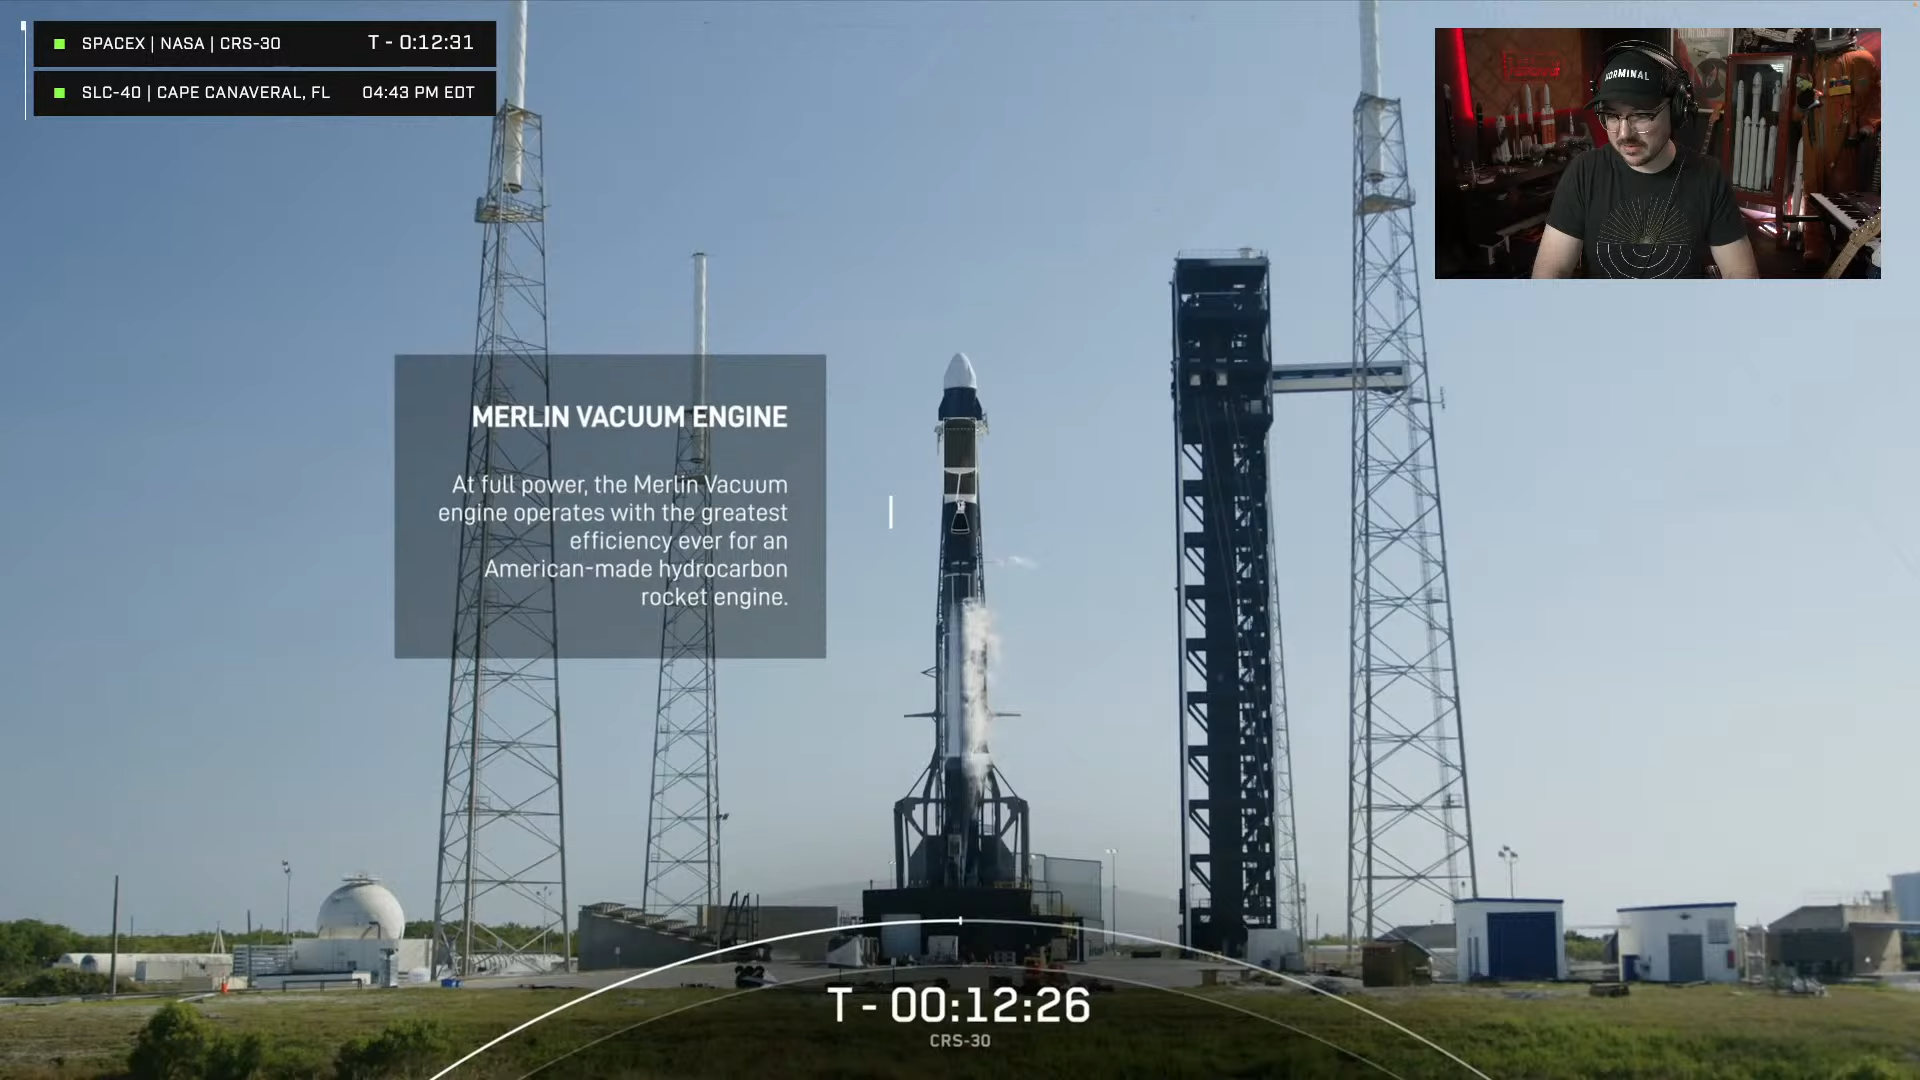 SPACEX | NASA | CRS-30 T - 0:12:31
SLC-40 | CAPE CANAVERAL, FL 04:43 PM EDT
NORMINAL
MERLIN VACUUM ENGINE
At full power, the Merlin Vacuum
engine operates with the greatest
efficiency ever for an
American-made hydrocarbon
rocket engine.
T - 00:12:26
CRS-30